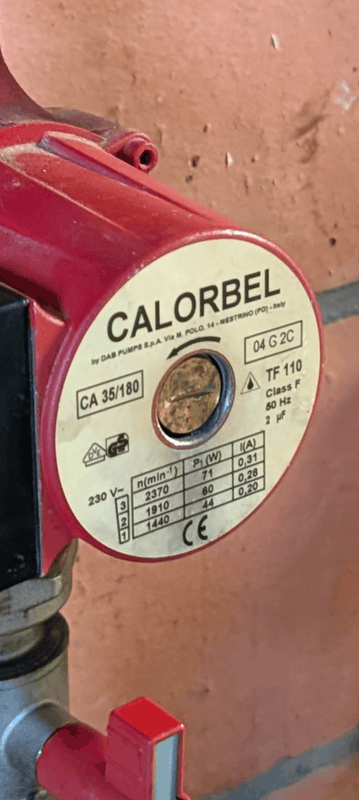 CALORBEL
by DAB PUMPS S.p.A. Via M. POLO, 14 - MESTRINO (PD) - Italy
CA 35/180
04 G 2C
TF 110
Class F
50 Hz
2 µF
230 V~
n(min-¹) P₁ (W) I(A)
3 2370 71 0,31
2 1910 60 0,28
1 1440 44 0,20
CE